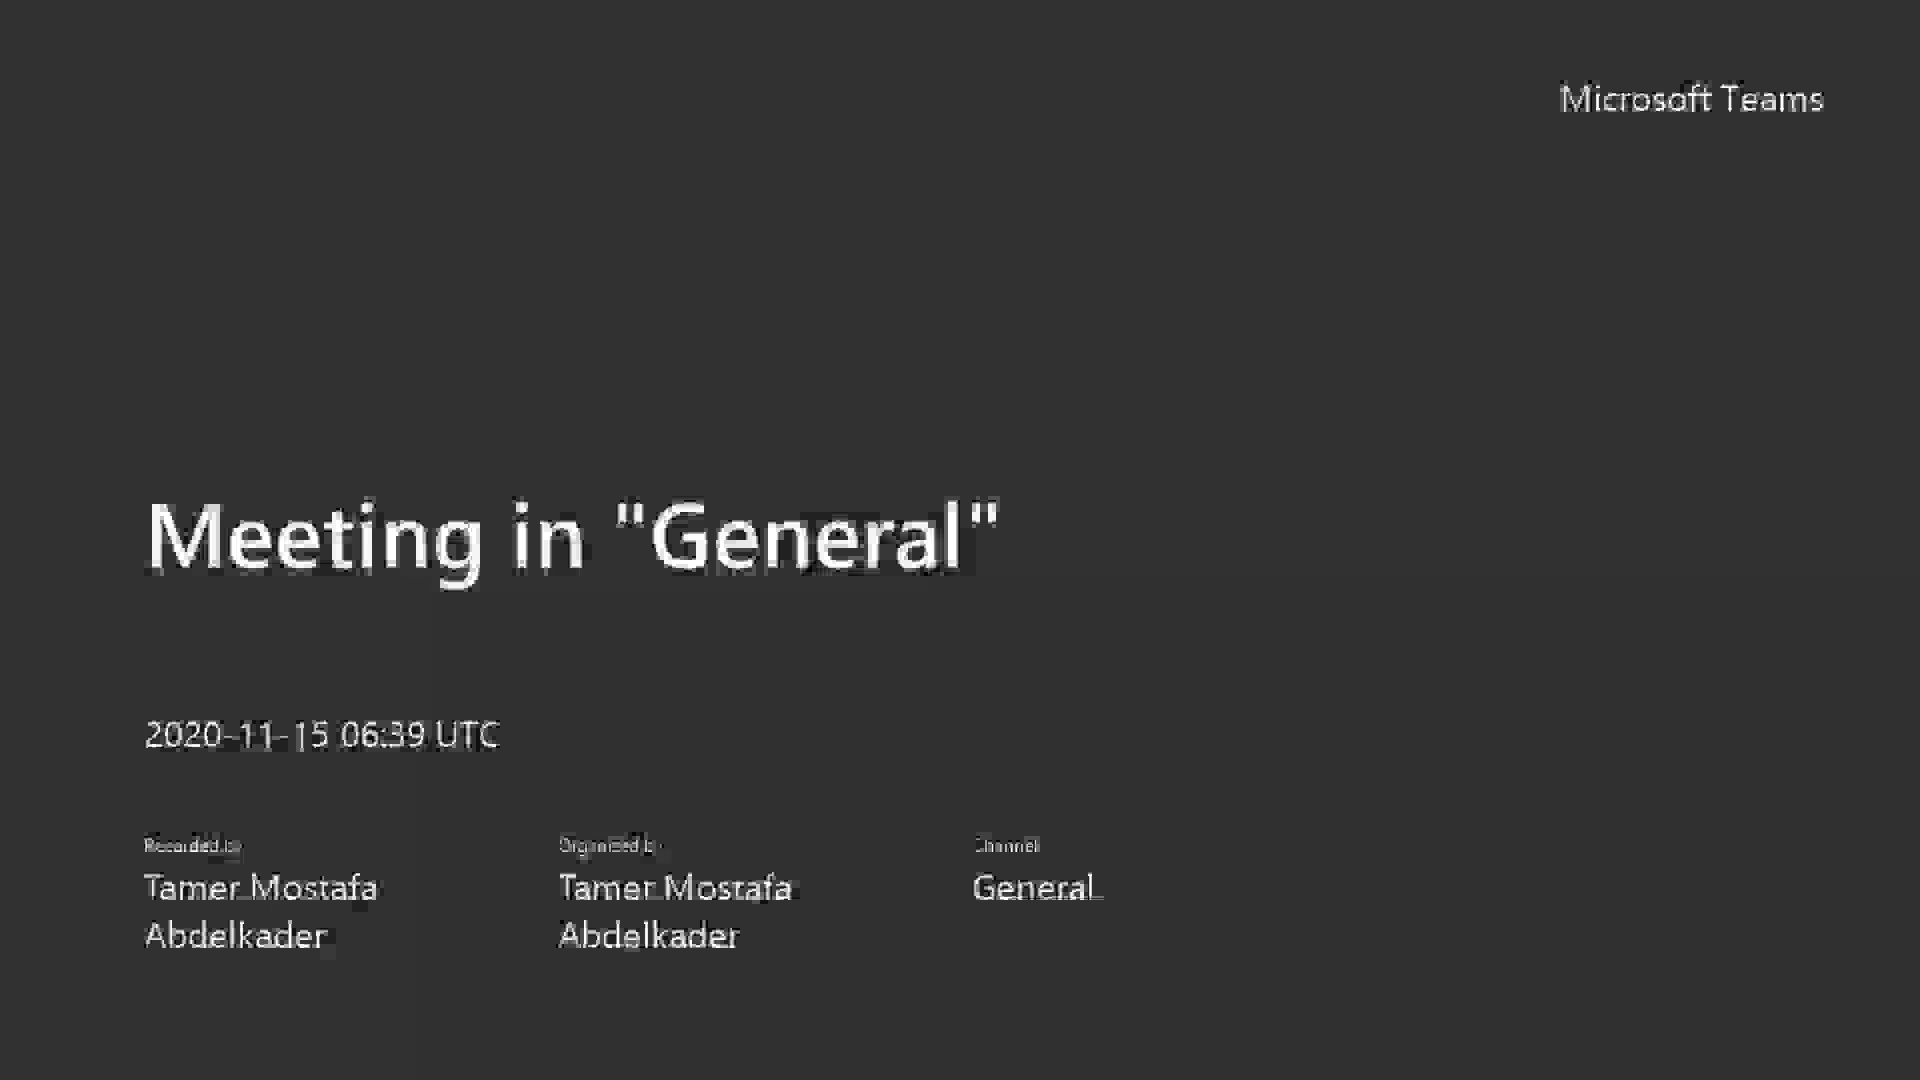 Microsoft Teams
Meeting in "General"
2020-11-15 06:39 UTC
Recorded by
Organized by
Channel
Tamer Mostafa
Abdelkader
Tamer Mostafa
Abdelkader
General